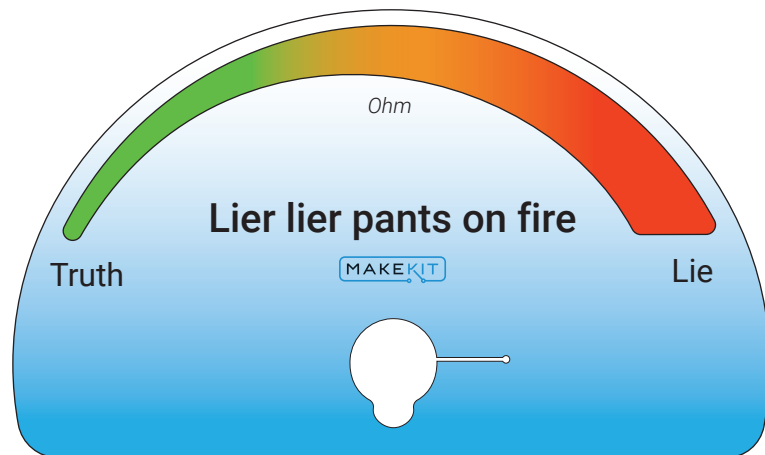 Ohm
Lier lier pants on fire
MAKEKIT
Truth
Lie